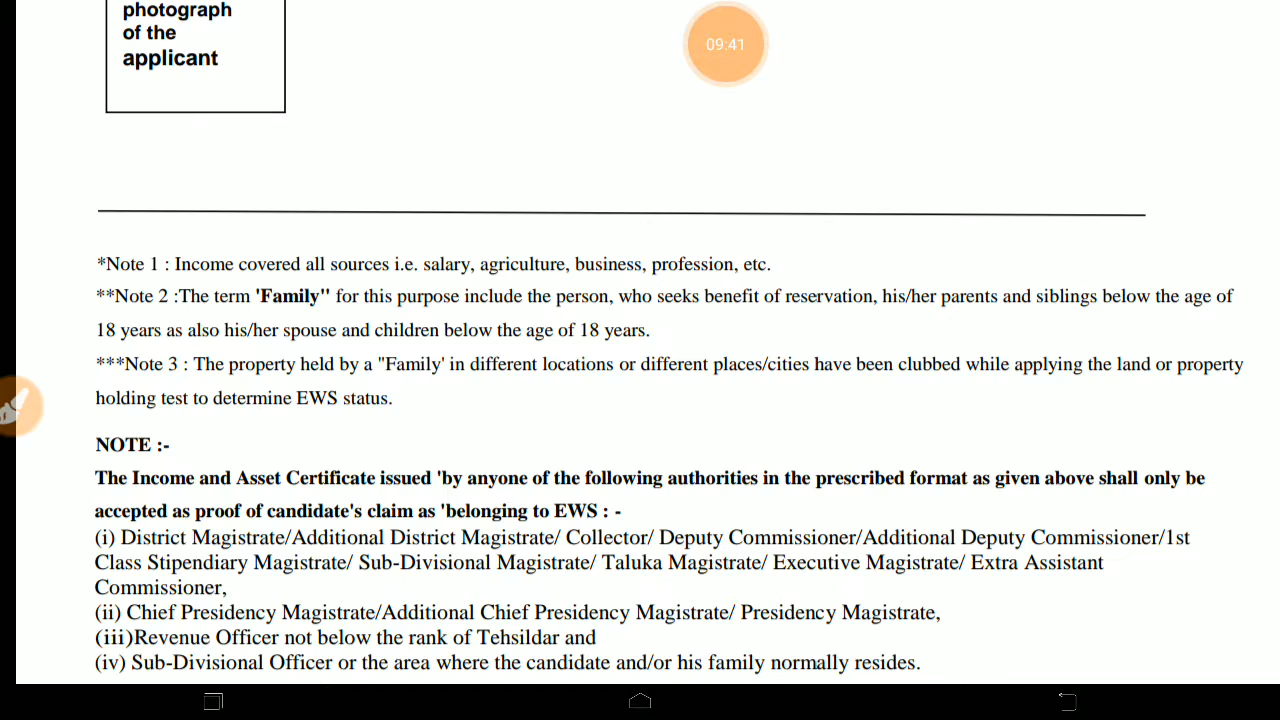 photograph
of the
applicant
09:41
*Note 1 : Income covered all sources i.e. salary, agriculture, business, profession, etc.
**Note 2 :The term 'Family" for this purpose include the person, who seeks benefit of reservation, his/her parents and siblings below the age of
18 years as also his/her spouse and children below the age of 18 years.
***Note 3 : The property held by a "Family' in different locations or different places/cities have been clubbed while applying the land or property
holding test to determine EWS status.
NOTE :-
The Income and Asset Certificate issued 'by anyone of the following authorities in the prescribed format as given above shall only be
accepted as proof of candidate's claim as 'belonging to EWS : -
(i) District Magistrate/Additional District Magistrate/ Collector/ Deputy Commissioner/Additional Deputy Commissioner/1st
Class Stipendiary Magistrate/ Sub-Divisional Magistrate/ Taluka Magistrate/ Executive Magistrate/ Extra Assistant
Commissioner,
(ii) Chief Presidency Magistrate/Additional Chief Presidency Magistrate/ Presidency Magistrate,
(iii)Revenue Officer not below the rank of Tehsildar and
(iv) Sub-Divisional Officer or the area where the candidate and/or his family normally resides.